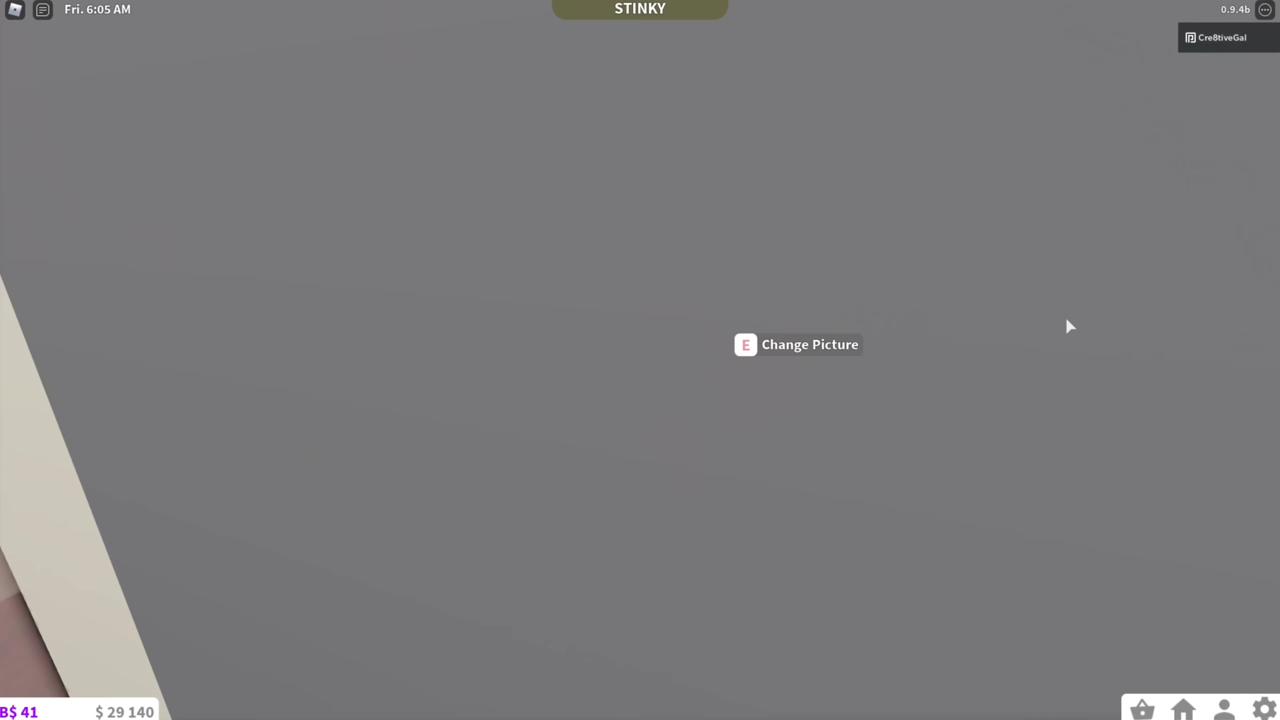 Fri. 6:05 AM
STINKY
0.9.4b
Cre8tiveGal
E Change Picture
B$ 41
$ 29 140